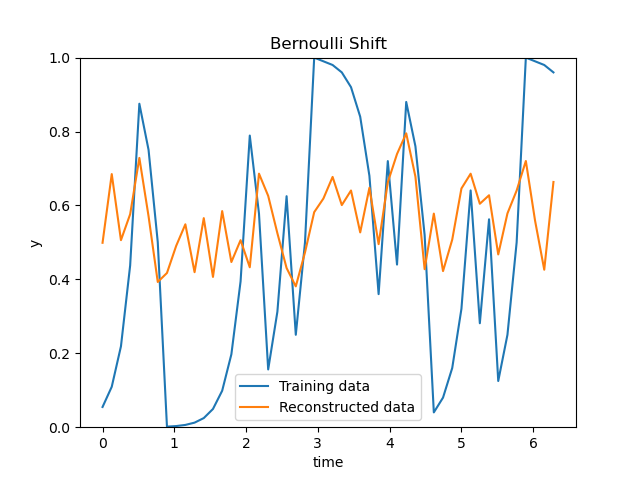 Bernoulli Shift
1.0
0.8
0.6
0.4
0.2
0.0
y
Training data
Reconstructed data
0 1 2 3 4 5 6
time